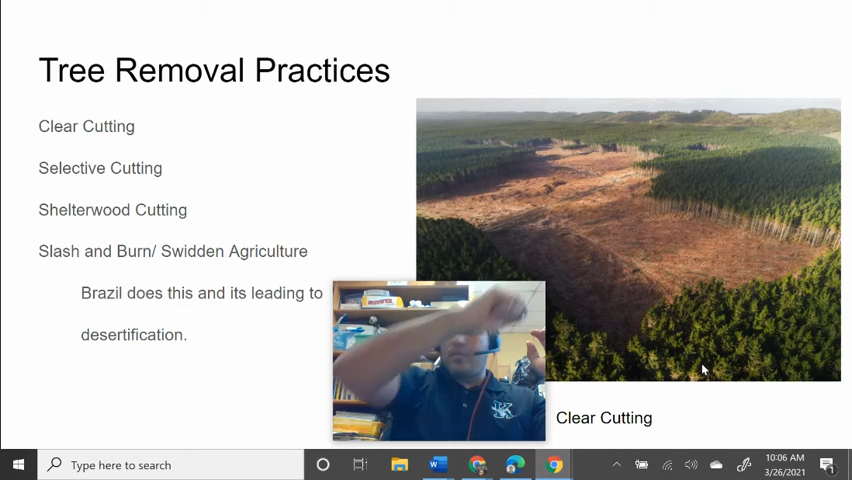 Tree Removal Practices
Clear Cutting
Selective Cutting
Shelterwood Cutting
Slash and Burn/ Swidden Agriculture
Brazil does this and its leading to
desertification.
K
Clear Cutting
Type here to search
10:06 AM
3/26/2021